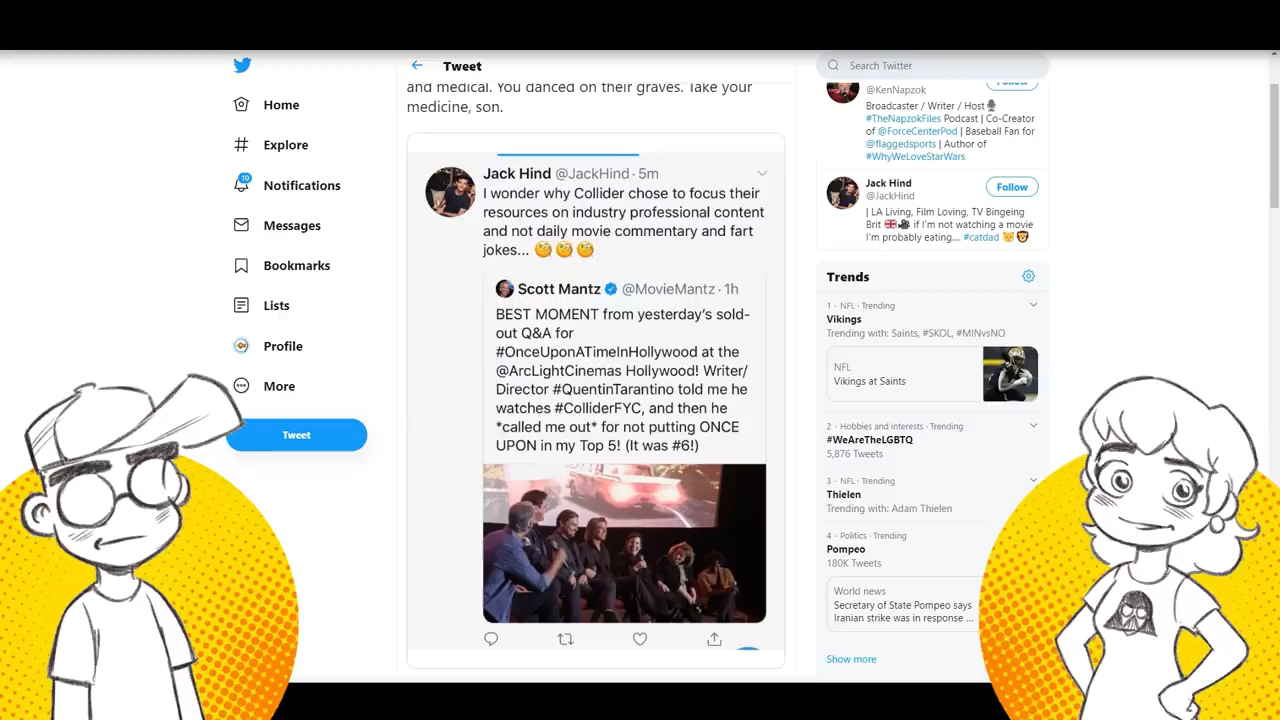 Home
Explore
10
Notifications
Messages
Bookmarks
Lists
Profile
More
Tweet
Tweet
and medical. You danced on their graves. Take your
medicine, son.
Jack Hind @JackHind · 5m
I wonder why Collider chose to focus their
resources on industry professional content
and not daily movie commentary and fart
jokes... 🧐🧐🧐
Scott Mantz @MovieMantz · 1h
BEST MOMENT from yesterday's sold-
out Q&A for
#OnceUponATimeInHollywood at the
@ArcLightCinemas Hollywood! Writer/
Director #QuentinTarantino told me he
watches #ColliderFYC, and then he
*called me out* for not putting ONCE
UPON in my Top 5! (It was #6!)
Search Twitter
Follow
@KenNapzok
Broadcaster / Writer / Host🎙
#TheNapzokFiles Podcast | Co-Creator
of @ForceCenterPod | Baseball Fan for
@flaggedsports | Author of
#WhyWeLoveStarWars
Jack Hind
@JackHind
Follow
| LA Living, Film Loving, TV Bingeing
Brit 🇬🇧🎥 if I'm not watching a movie
I'm probably eating.... #catdad 🐱🦁
Trends
1 · NFL · Trending
Vikings
Trending with: Saints, #SKOL, #MINvsNO
NFL
Vikings at Saints
2 · Hobbies and interests · Trending
#WeAreTheLGBTQ
5,876 Tweets
3 · NFL · Trending
Thielen
Trending with: Adam Thielen
4 · Politics · Trending
Pompeo
180K Tweets
World news
Secretary of State Pompeo says
Iranian strike was in response ...
Show more